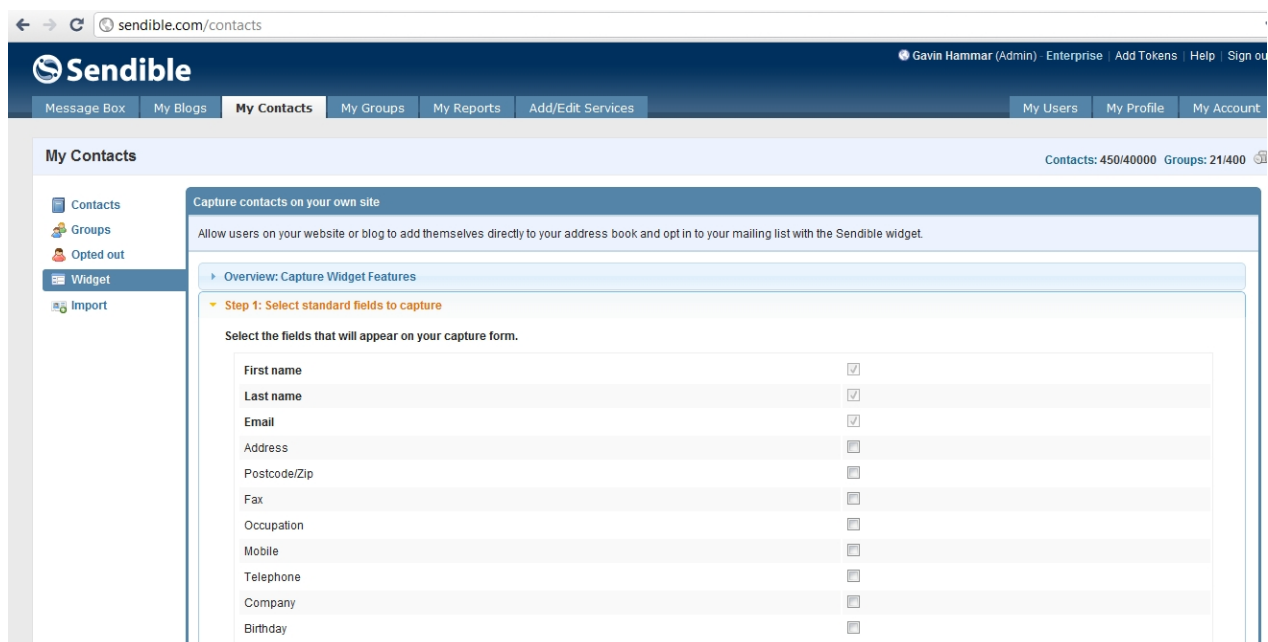 sendible.com/contacts
Sendible
Gavin Hammar (Admin) - Enterprise | Add Tokens | Help | Sign
Message Box My Blogs My Contacts My Groups My Reports Add/Edit Services My Users My Profile My Account
My Contacts
Contacts: 450/40000 Groups: 21/400
Contacts
Groups
Opted out
Widget
Import
Capture contacts on your own site
Allow users on your website or blog to add themselves directly to your address book and opt in to your mailing list with the Sendible widget.
Overview: Capture Widget Features
Step 1: Select standard fields to capture
Select the fields that will appear on your capture form.
First name
Last name
Email
Address
Postcode/Zip
Fax
Occupation
Mobile
Telephone
Company
Birthday